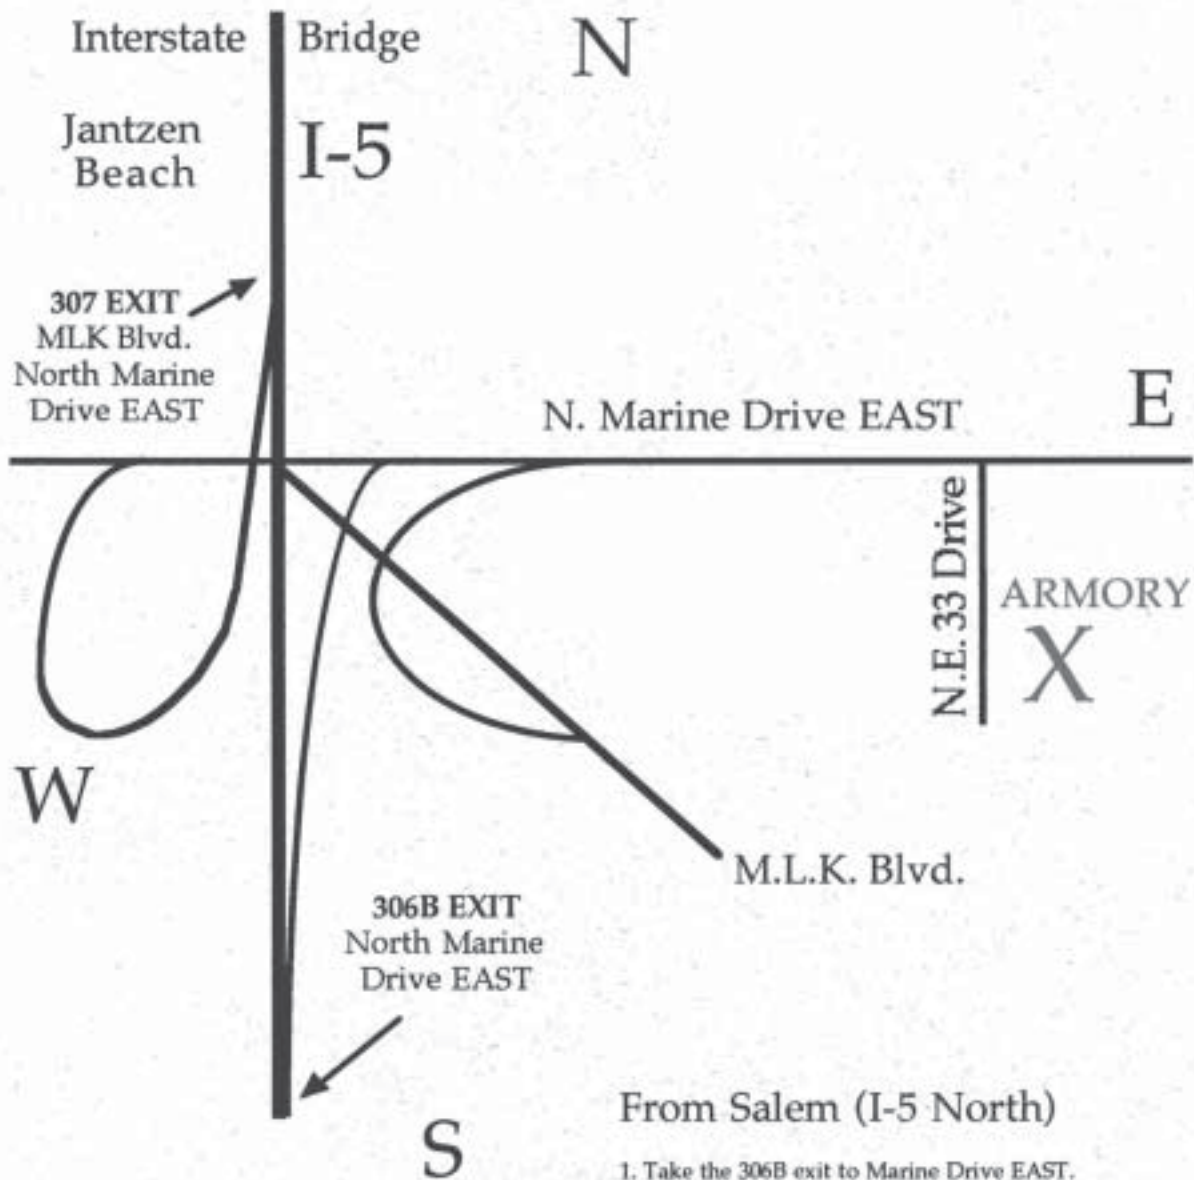 Interstate Bridge
N
Jantzen
Beach
I-5
307 EXIT
MLK Blvd.
North Marine
Drive EAST
N. Marine Drive EAST
E
N.E. 33 Drive
ARMORY
X
W
M.L.K. Blvd.
306B EXIT
North Marine
Drive EAST
S
From Salem (I-5 North)
1. Take the 306B exit to Marine Drive EAST.